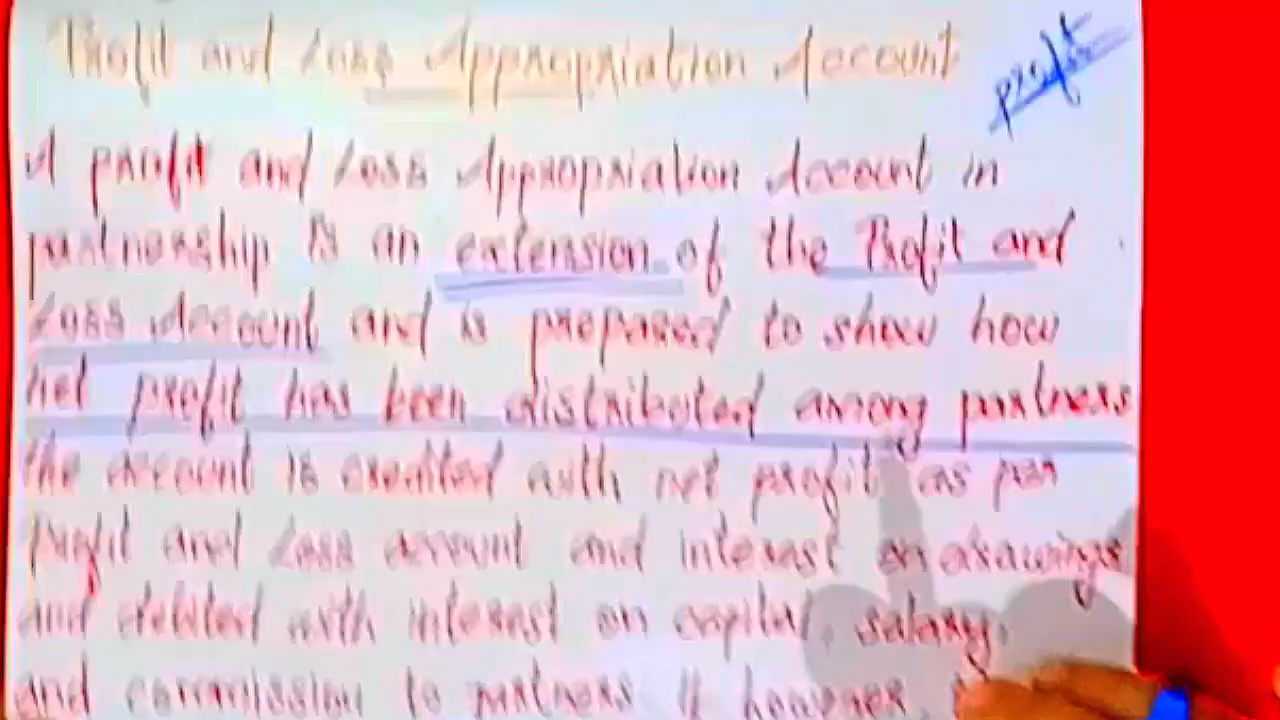 Profit and Loss Appropriation Account
profit
A profit and Loss Appropriation Account in
partnership is an extension of the Profit and
Loss Account and is prepared to show how
net profit has been distributed among partners
the account is credited with net profit as per
profit and Loss account and interest on drawings
and debited with interest on capital, salary,
and commission to partners if however,